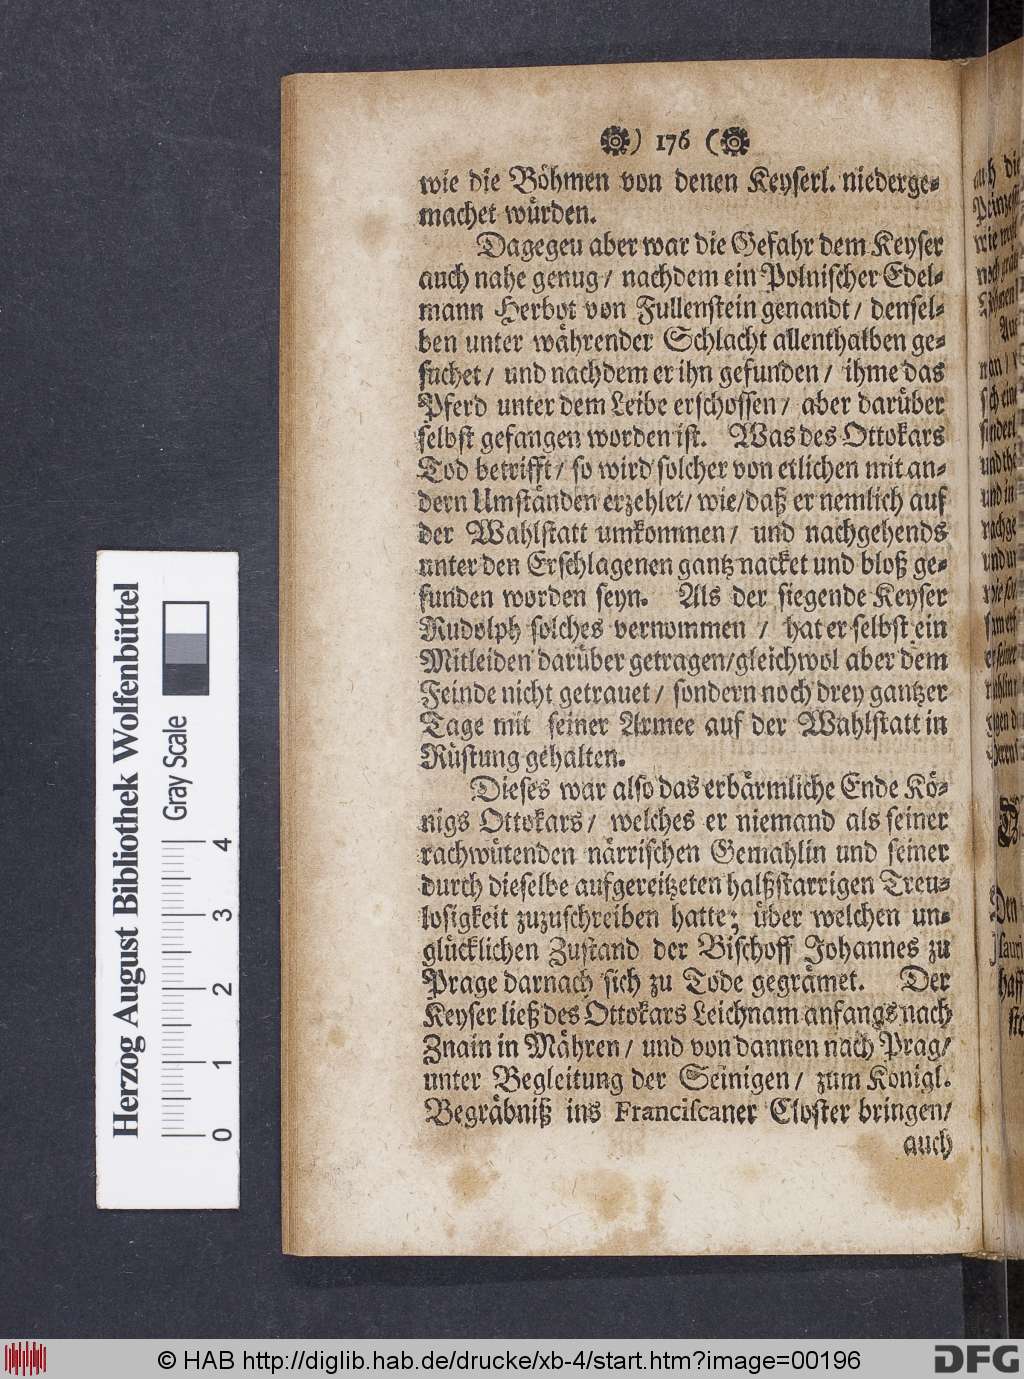 ) 176 (
wie die Böhmen von denen Keyserl. niederge-
machet würden.
Dagegeu aber war die Gefahr dem Keyser
auch nahe genug / nachdem ein Polnischer Edel-
mann Herbot von Fullenstein genandt / densel-
ben unter währender Schlacht allenthalben ge-
suchet / und nachdem er ihn gefunden / ihme das
Pferd unter dem Leibe erschossen / aber darüber
selbst gefangen worden ist. Was des Ottokars
Tod betrifft / so wird solcher von etlichen mit an-
dern Umständen erzehlet / wie / daß er nemlich auf
der Wahlstatt umkommen / und nachgehends
unter den Erschlagenen gantz nacket und bloß ge-
funden worden seyn. Als der siegende Keyser
Rudolph solches vernommen / hat er selbst ein
Mitleiden darüber getragen / gleichwol aber dem
Feinde nicht getrauet / sondern noch drey gantzer
Tage mit seiner Armee auf der Wahlstatt in
Rüstung gehalten.
Dieses war also das erbärmliche Ende Kö-
nigs Ottokars / welches er niemand als seiner
rachwütenden närrischen Gemahlin und seiner
durch dieselbe aufgereitzeten halßstarrigen Treu-
losigkeit zuzuschreiben hatte; über welchen un-
glücklichen Zustand der Bischoff Johannes zu
Prage darnach sich zu Tode gegrämet. Der
Keyser ließ des Ottokars Leichnam anfangs nach
Znain in Mähren / und von dannen nach Prag /
unter Begleitung der Seinigen / zum Königl.
Begräbniß ins Franciscaner Closter bringen /
auch
Herzog August Bibliothek Wolfenbüttel
Gray Scale
0 1 2 3 4
© HAB http://diglib.hab.de/drucke/xb-4/start.htm?image=00196
DFG